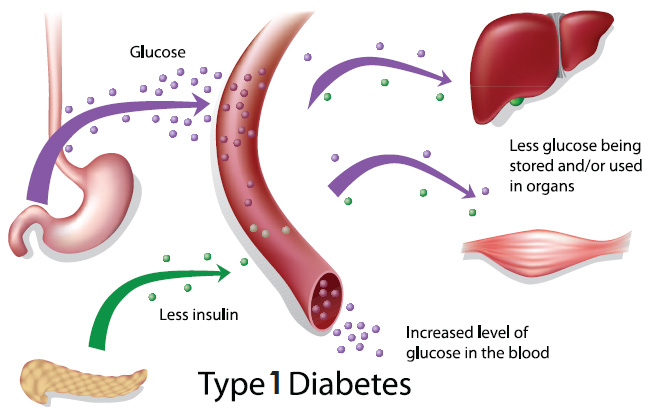 Glucose
Less glucose being
stored and/or used
in organs
Less insulin
Increased level of
glucose in the blood
Type 1 Diabetes